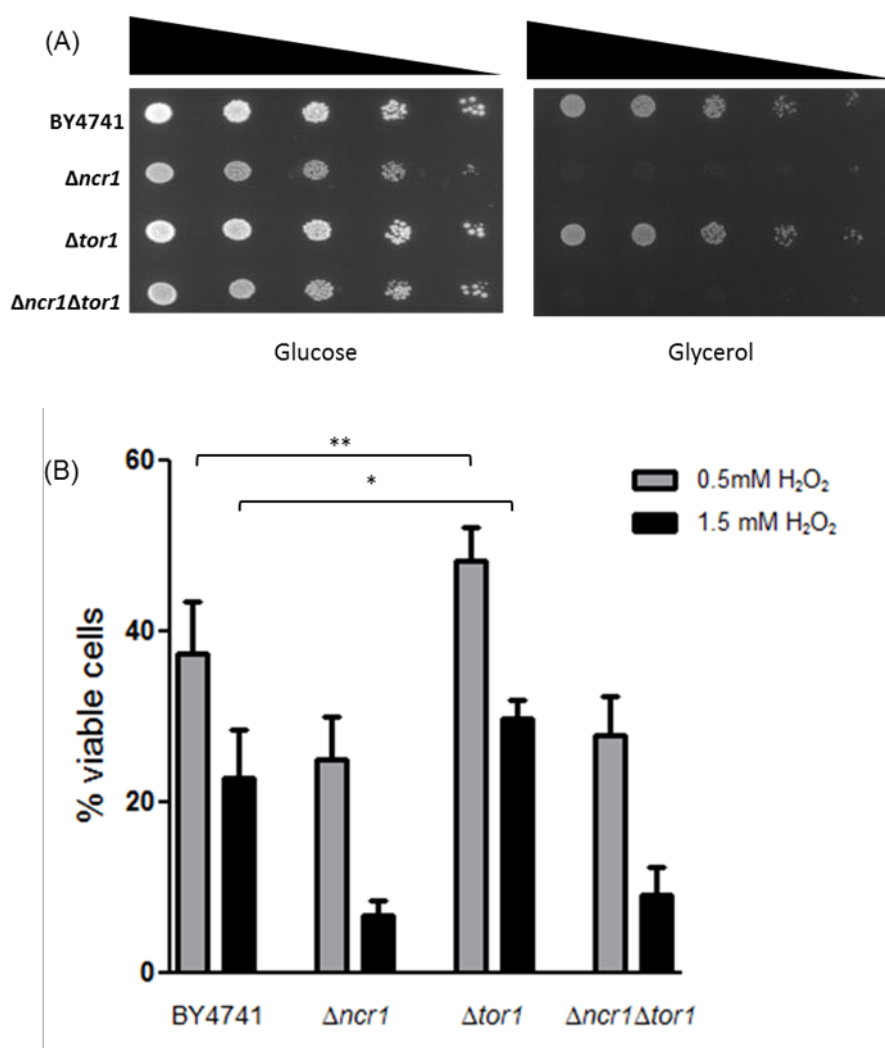 (A)
BY4741
Δncr1
Δtor1
Δncr1Δtor1
Glucose
Glycerol
(B)
**
*
0.5mM H₂O₂
1.5 mM H₂O₂
% viable cells
60
40
20
0
BY4741
Δncr1
Δtor1
Δncr1Δtor1